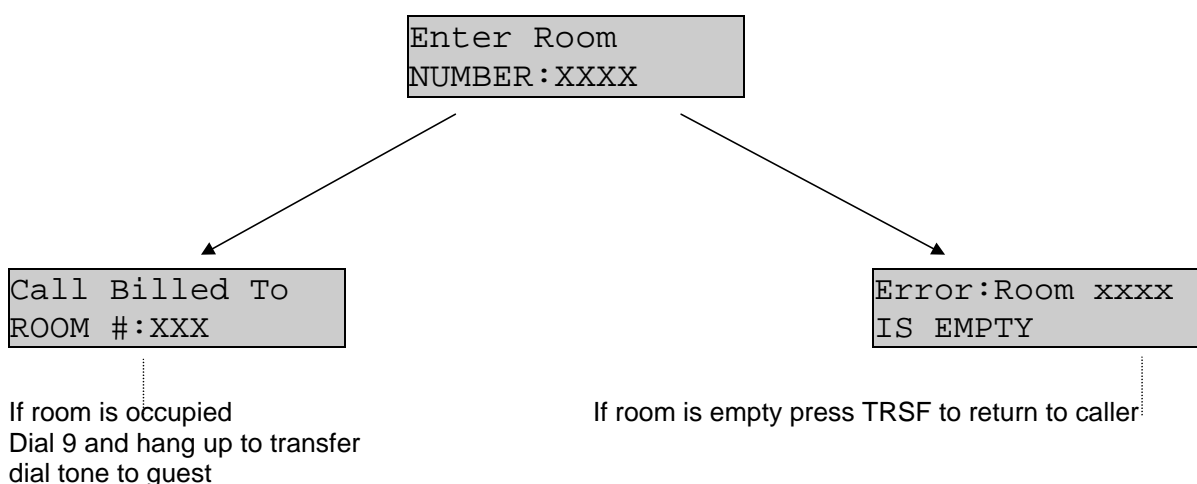 Enter Room
NUMBER:XXXX
Call Billed To
ROOM #:XXX
Error:Room xxxx
IS EMPTY
If room is occupied
Dial 9 and hang up to transfer
dial tone to guest
If room is empty press TRSF to return to caller